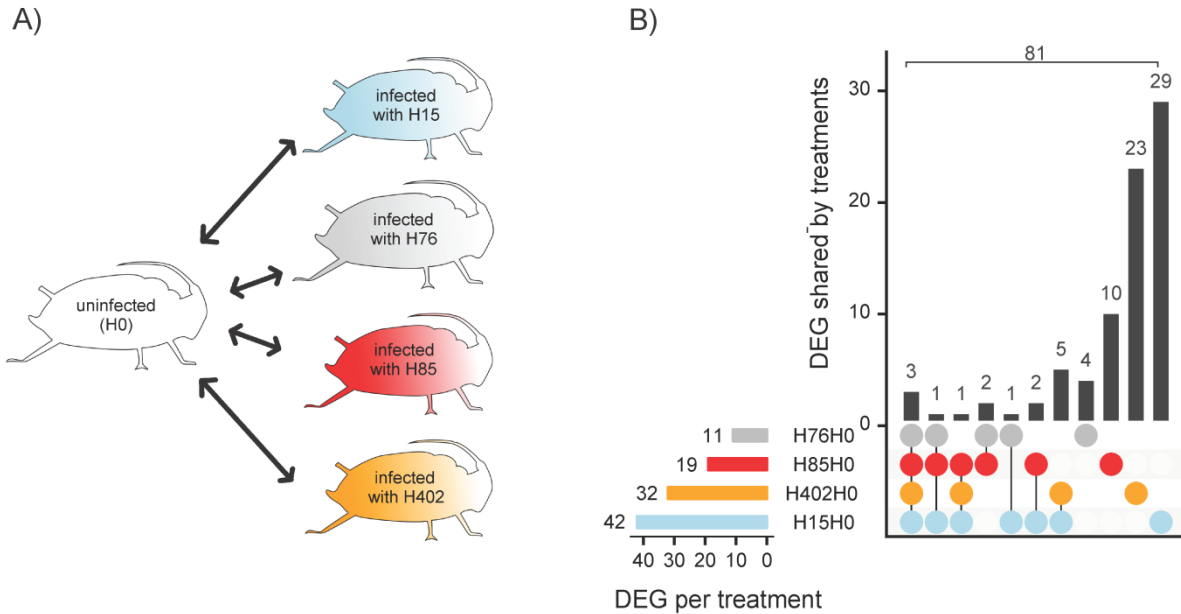 A)
infected
with H15
infected
with H76
uninfected
(H0)
infected
with H85
infected
with H402
B)
DEG shared by treatments
81
29
30
23
20
10
10
5
4
3
2
2
1
1
1
0
11
H76H0
19
H85H0
32
H402H0
42
H15H0
40 30 20 10 0
DEG per treatment